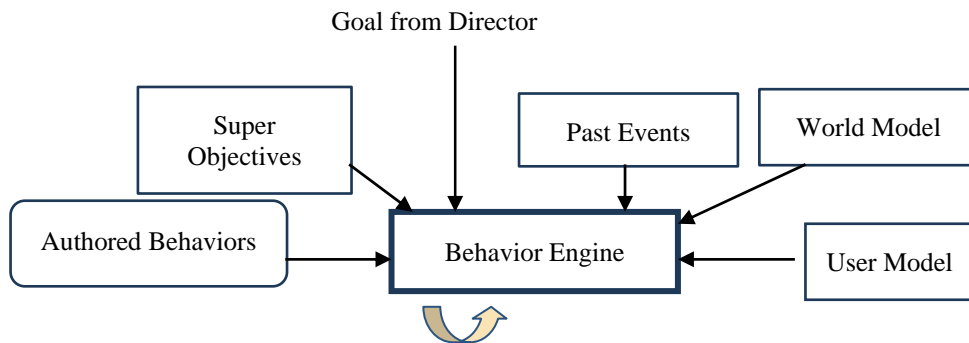 Goal from Director
Super
Objectives
Past Events
World Model
Authored Behaviors
Behavior Engine
User Model